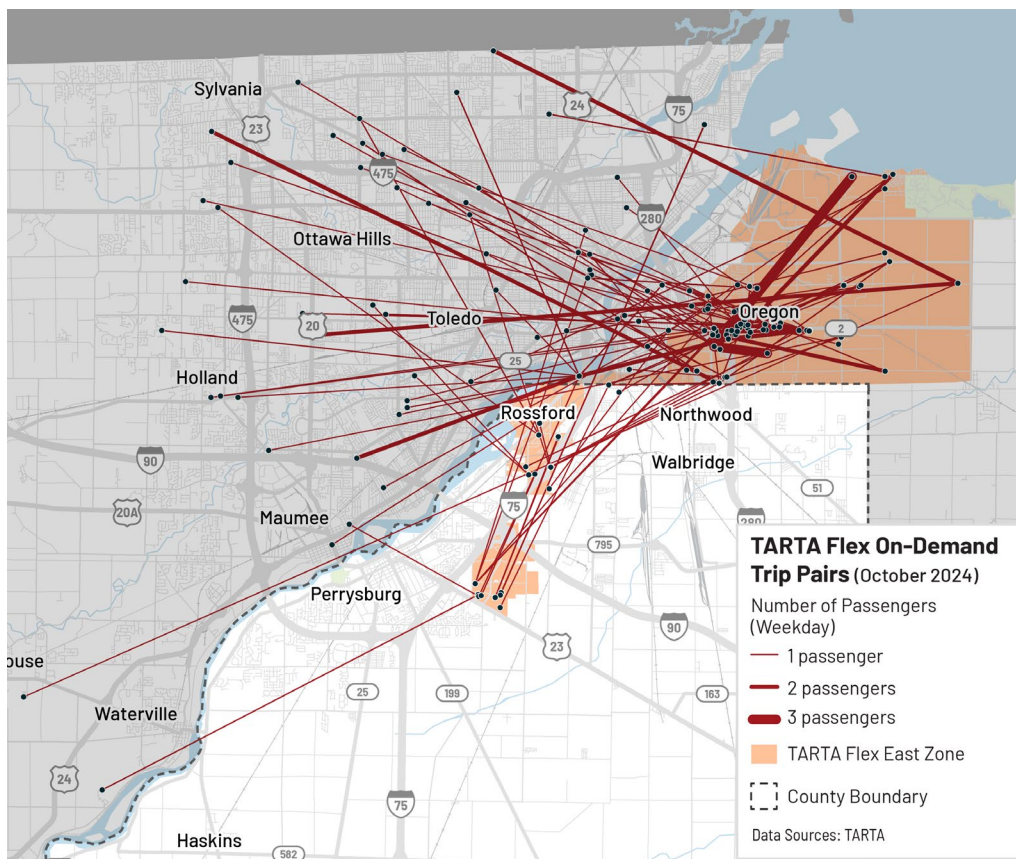 Sylvania
24
75
23
475
280
Ottawa Hills
475
20
Toledo
Oregon
2
25
Holland
Rossford
Northwood
90
Walbridge
51
20A
75
280
Maumee
795
Perrysburg
90
23
ouse
25
199
163
Waterville
24
75
Haskins
582
TARTA Flex On-Demand
Trip Pairs (October 2024)
Number of Passengers
(Weekday)
1 passenger
2 passengers
3 passengers
TARTA Flex East Zone
County Boundary
Data Sources: TARTA